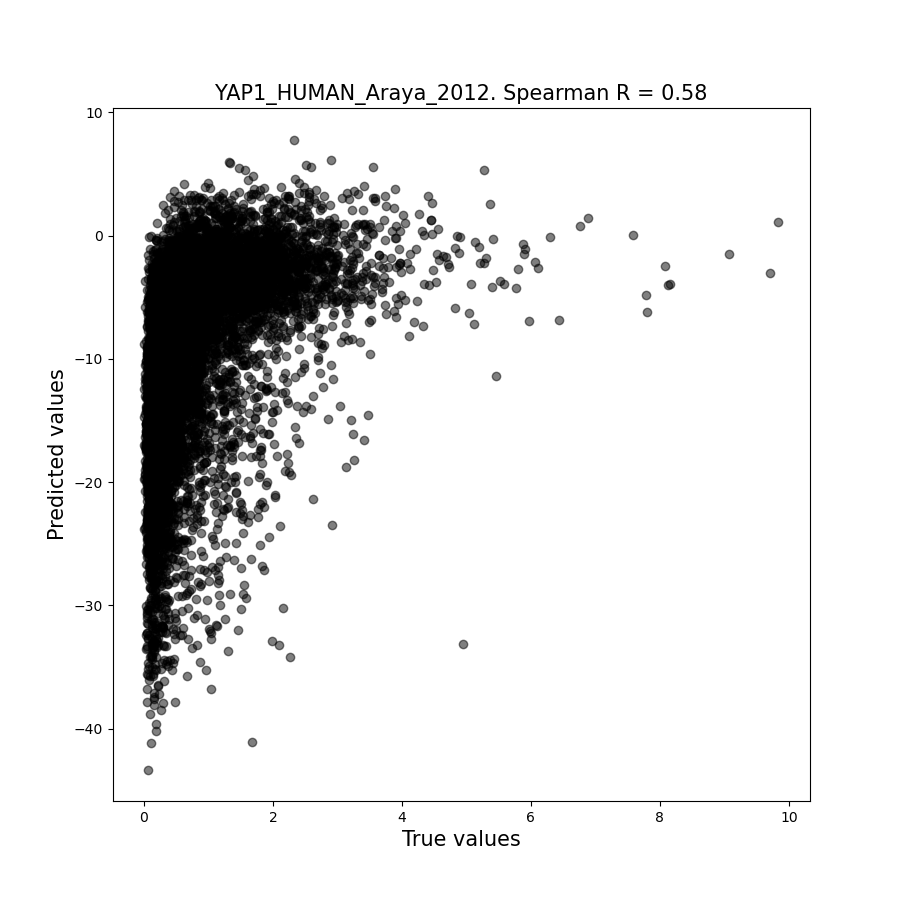 YAP1_HUMAN_Araya_2012. Spearman R = 0.58
10
0
−10
−20
−30
−40
Predicted values
0 2 4 6 8 10
True values